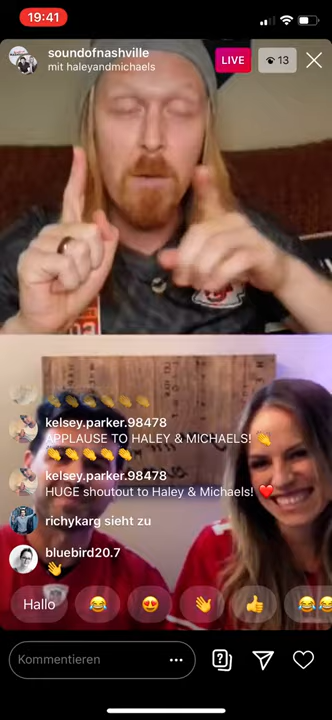 19:41
soundofnashville
mit haleyandmichaels
LIVE
13
kelsey.parker.98478
APPLAUSE TO HALEY & MICHAELS! 👏
👏👏👏👏👏
kelsey.parker.98478
HUGE shoutout to Haley & Michaels! ❤️
richykarg sieht zu
bluebird20.7
👋
Hallo
Kommentieren